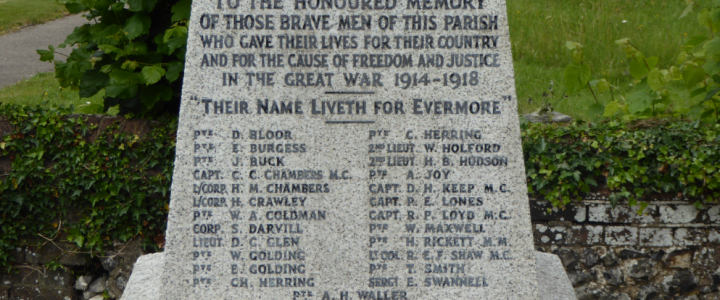 TO THE HONOURED MEMORY
OF THOSE BRAVE MEN OF THIS PARISH
WHO GAVE THEIR LIVES FOR THEIR COUNTRY
AND FOR THE CAUSE OF FREEDOM AND JUSTICE
IN THE GREAT WAR 1914-1918
"THEIR NAME LIVETH FOR EVERMORE"
PTE D. BLOOR
PTE E. BURGESS
PTE J. BUCK
CAPT. C. C. CHAMBERS M.C.
L/CORP. H. M. CHAMBERS
L/CORP. H. CRAWLEY
PTE W. A. COLDMAN
CORP. S. DARVILL
LIEUT. D. C. GLEN
PTE W. GOLDING
PTE E. GOLDING
PTE CH. HERRING
PTE C. HERRING
2ND LIEUT. W. HOLFORD
2ND LIEUT. H. B. HUDSON
PTE A. JOY
CAPT. D. H. KEEP M.C.
CAPT. P. E. LONES
CAPT. R. P. LOYD M.C.
PTE W. MAXWELL
PTE H. RICKETT M.M.
LT COL. R. E. F. SHAW M.C.
PTE T. SMITH
SERGT E. SWANNELL
PTE A. H. WALLER